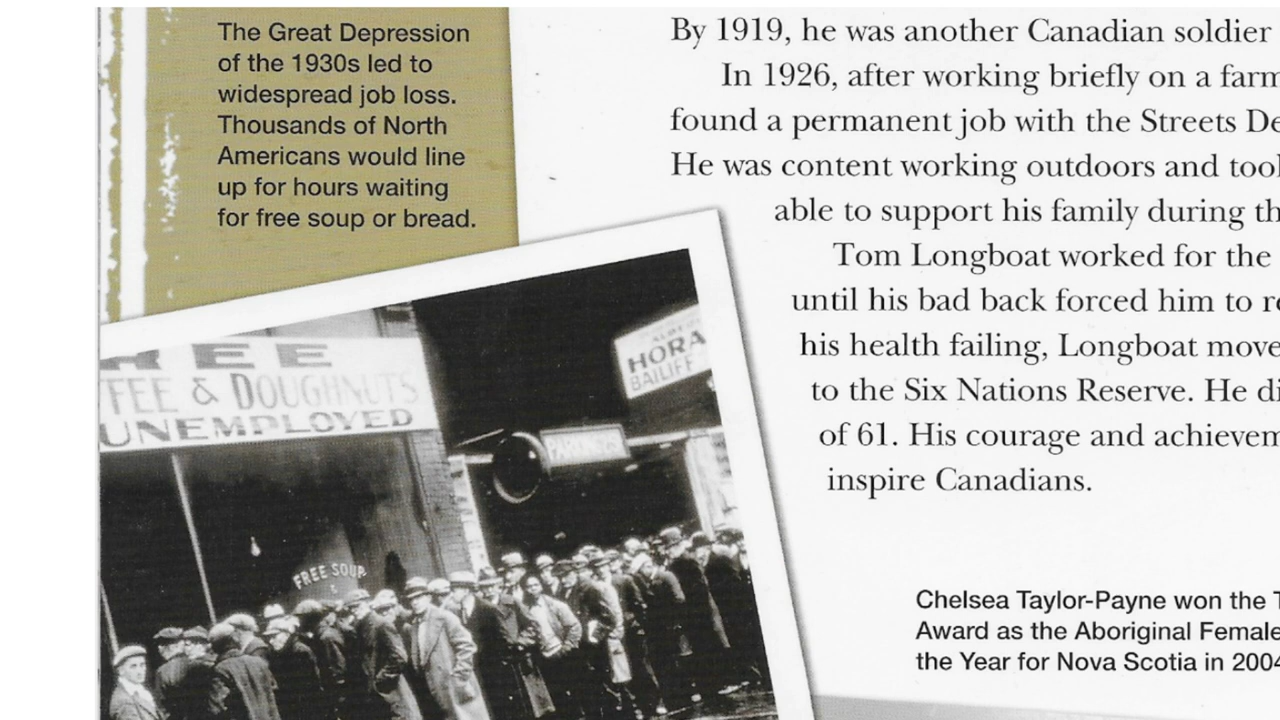 The Great Depression
of the 1930s led to
widespread job loss.
Thousands of North
Americans would line
up for hours waiting
for free soup or bread.
By 1919, he was another Canadian soldier
In 1926, after working briefly on a farm
found a permanent job with the Streets De
He was content working outdoors and took
able to support his family during th
Tom Longboat worked for the
until his bad back forced him to re
his health failing, Longboat move
to the Six Nations Reserve. He di
of 61. His courage and achievem
inspire Canadians.
REE
FEE & DOUGHNUTS
UNEMPLOYED
HORA
BAILIFF
FREE SOUP
Chelsea Taylor-Payne won the T
Award as the Aboriginal Female
the Year for Nova Scotia in 2004